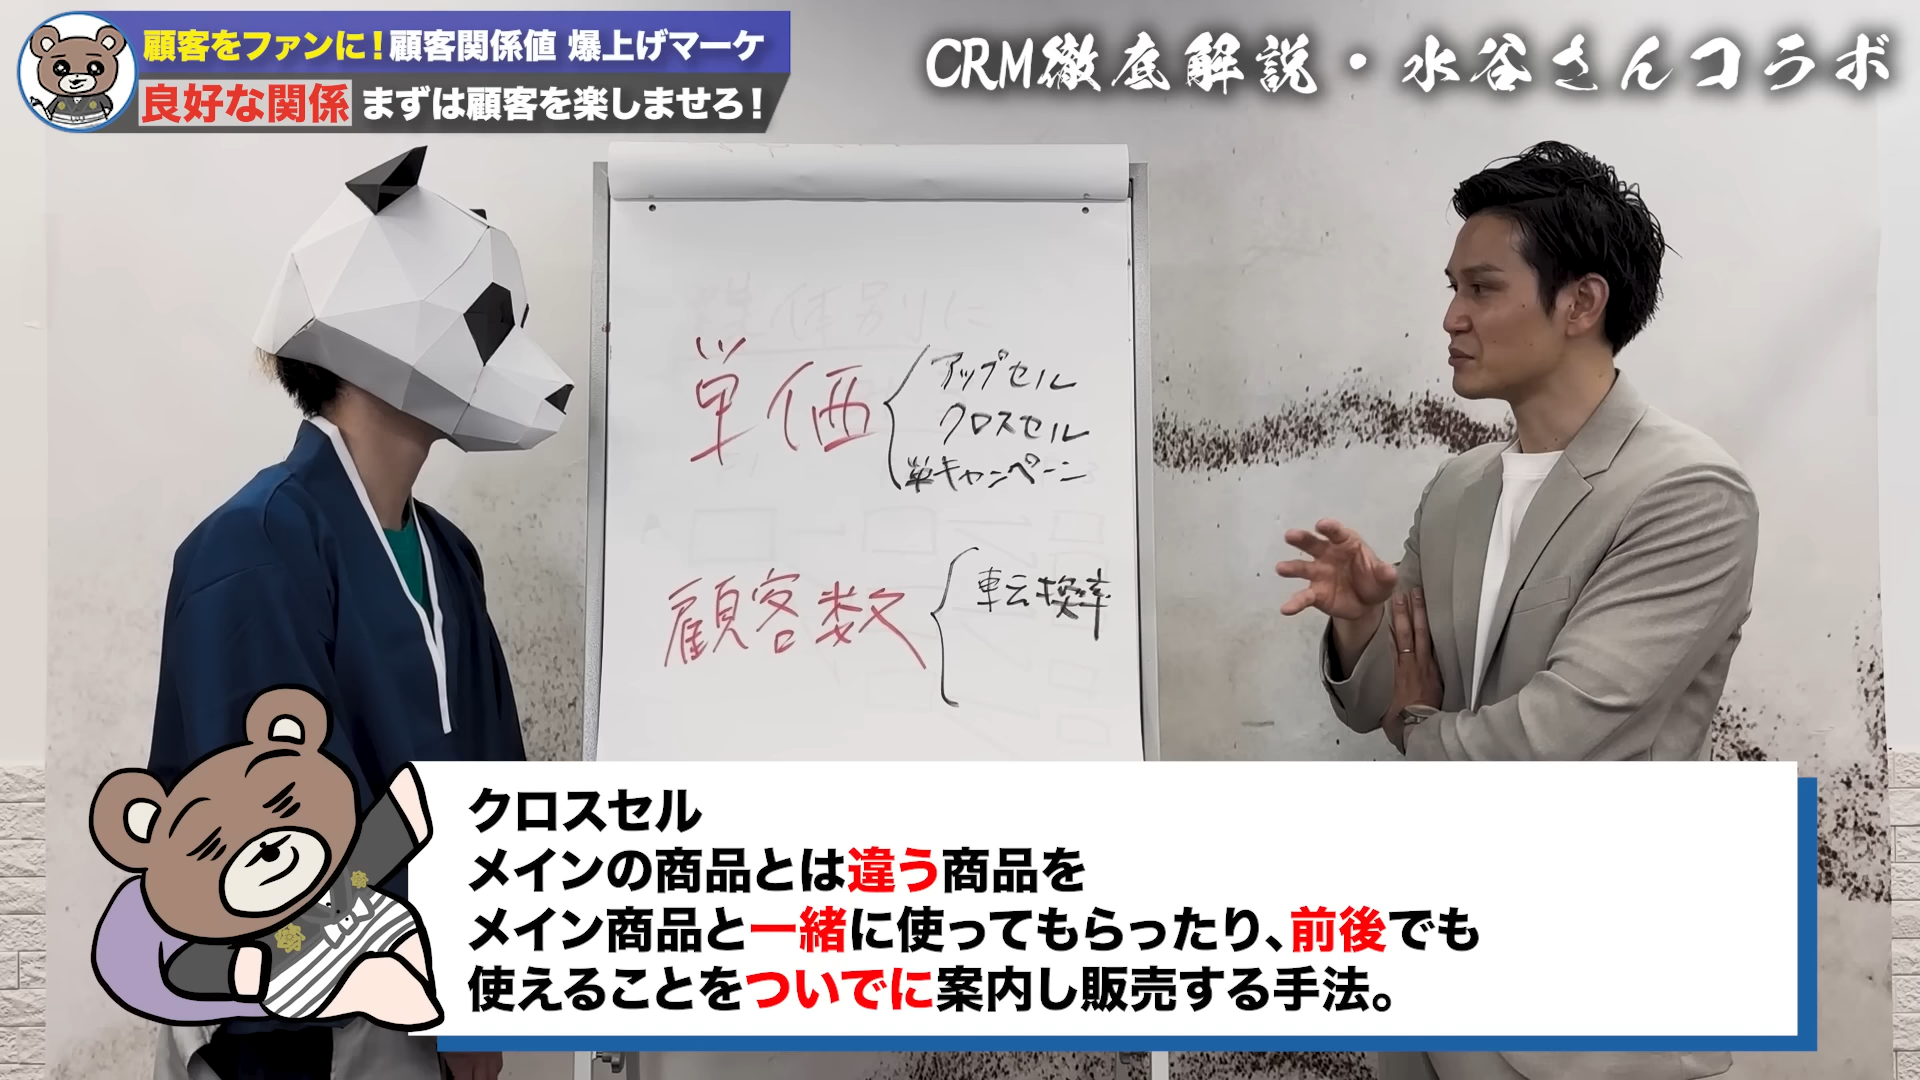 顧客をファンに！顧客関係値 爆上げマーケ
良好な関係 まずは顧客を楽しませろ！
CRM徹底解説・水谷さんコラボ
単価
アップセル
クロスセル
単キャンペーン
顧客数
転換率
クロスセル
メインの商品とは違う商品を
メイン商品と一緒に使ってもらったり、前後でも
使えることをついでに案内し販売する手法。